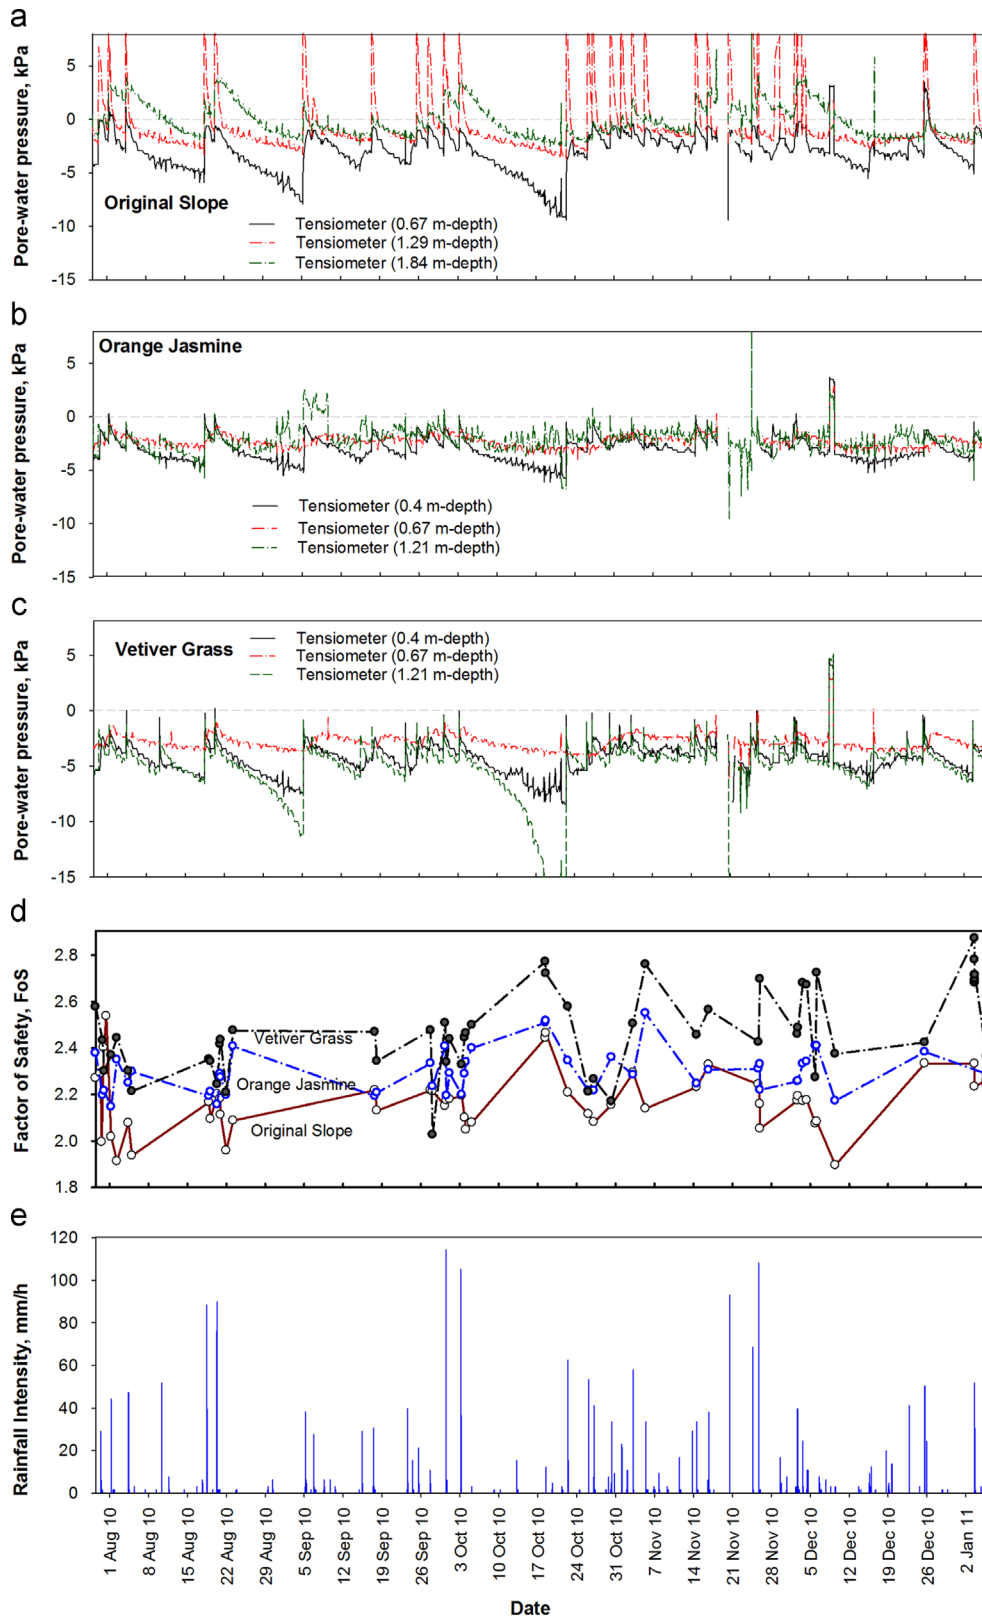 a
Pore-water pressure, kPa
5
0
-5
-10
-15
Original Slope
Tensiometer (0.67 m-depth)
Tensiometer (1.29 m-depth)
Tensiometer (1.84 m-depth)
b
Pore-water pressure, kPa
5
0
-5
-10
-15
Orange Jasmine
Tensiometer (0.4 m-depth)
Tensiometer (0.67 m-depth)
Tensiometer (1.21 m-depth)
c
Pore-water pressure, kPa
5
0
-5
-10
-15
Vetiver Grass
Tensiometer (0.4 m-depth)
Tensiometer (0.67 m-depth)
Tensiometer (1.21 m-depth)
d
Factor of Safety, FoS
2.8
2.6
2.4
2.2
2.0
1.8
Vetiver Grass
Orange Jasmine
Original Slope
e
Rainfall Intensity, mm/h
120
100
80
60
40
20
0
1 Aug 10
8 Aug 10
15 Aug 10
22 Aug 10
29 Aug 10
5 Sep 10
12 Sep 10
19 Sep 10
26 Sep 10
3 Oct 10
10 Oct 10
17 Oct 10
24 Oct 10
31 Oct 10
7 Nov 10
14 Nov 10
21 Nov 10
28 Nov 10
5 Dec 10
12 Dec 10
19 Dec 10
26 Dec 10
2 Jan 11
Date